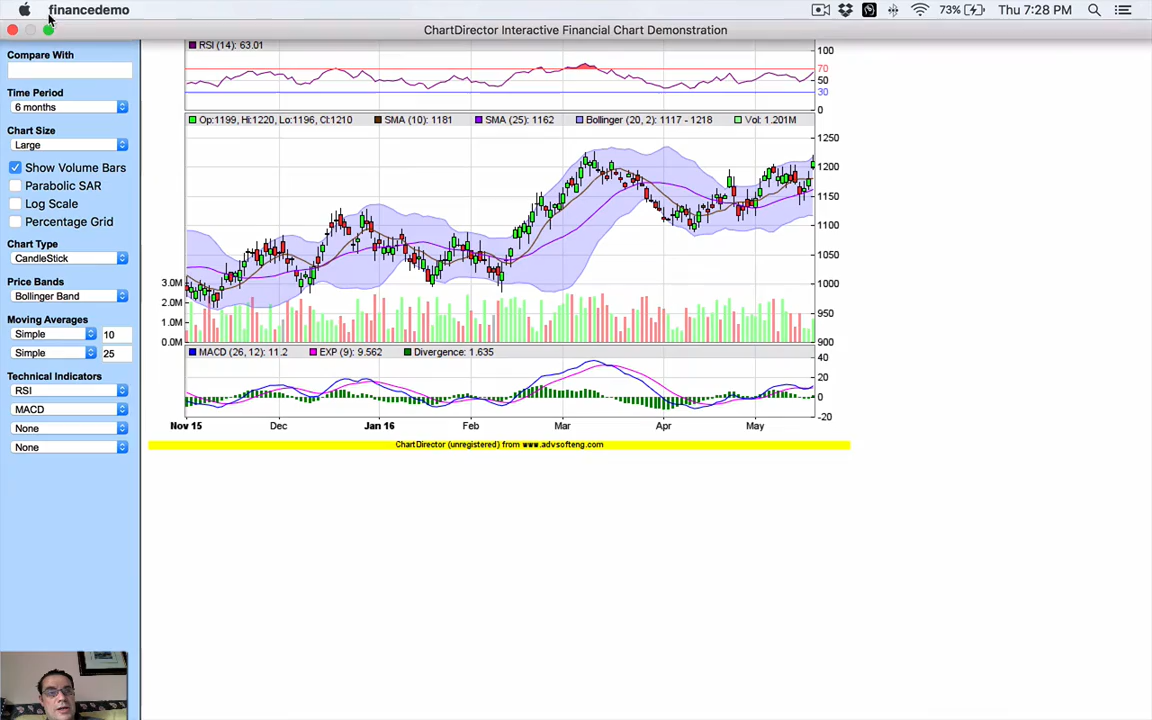 financedemo
73%
Thu 7:28 PM
ChartDirector Interactive Financial Chart Demonstration
Compare With
Time Period
6 months
Chart Size
Large
Show Volume Bars
Parabolic SAR
Log Scale
Percentage Grid
Chart Type
CandleStick
Price Bands
Bollinger Band
Moving Averages
Simple 10
Simple 25
Technical Indicators
RSI
MACD
None
None
RSI (14): 63.01
100
70
50
30
0
Op:1199, Hi:1220, Lo:1196, Cl:1210 SMA (10): 1181 SMA (25): 1162 Bollinger (20, 2): 1117 - 1218 Vol: 1.201M
1250
1200
1150
1100
1050
3.0M 1000
2.0M
950
1.0M
0.0M 900
MACD (26, 12): 11.2 EXP (9): 9.562 Divergence: 1.635
40
20
0
-20
Nov 15 Dec Jan 16 Feb Mar Apr May
ChartDirector (unregistered) from www.advsofteng.com